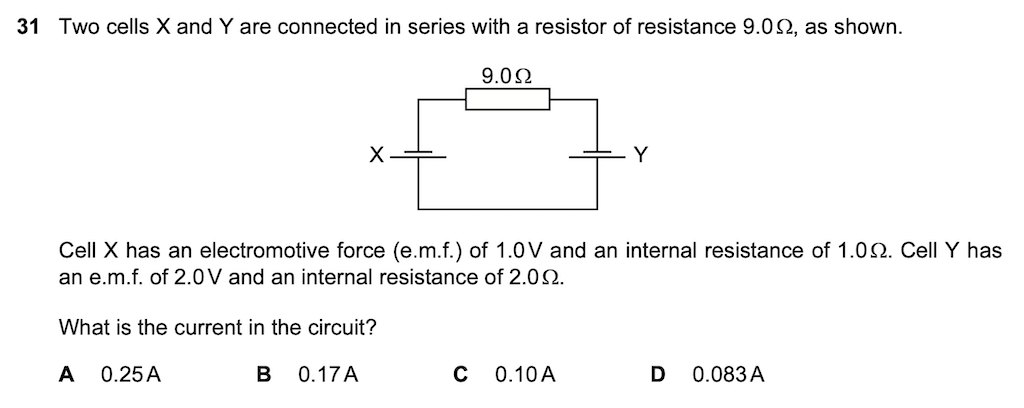 31 Two cells X and Y are connected in series with a resistor of resistance 9.0Ω, as shown.
9.0Ω
X
Y
Cell X has an electromotive force (e.m.f.) of 1.0V and an internal resistance of 1.0Ω. Cell Y has
an e.m.f. of 2.0V and an internal resistance of 2.0Ω.
What is the current in the circuit?
A 0.25A B 0.17A C 0.10A D 0.083A